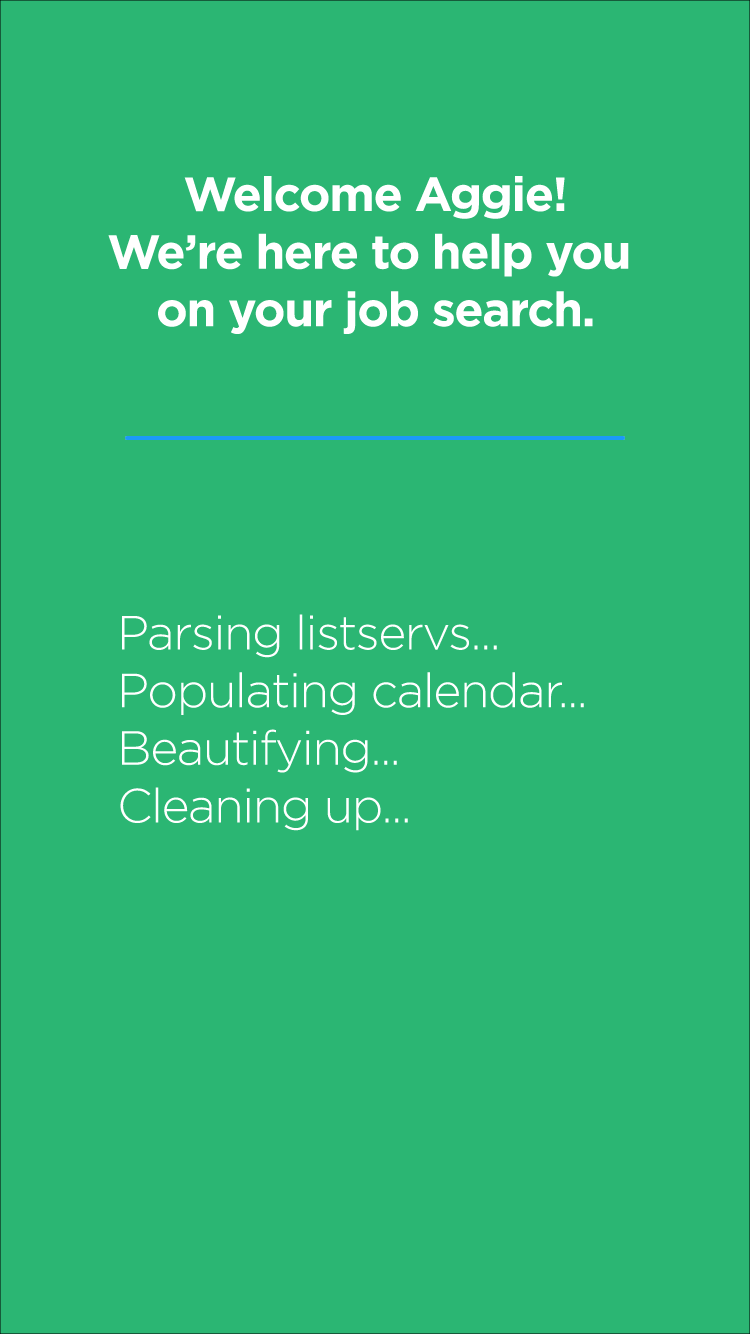 Welcome Aggie!
We’re here to help you
on your job search.
Parsing listservs...
Populating calendar...
Beautifying...
Cleaning up...